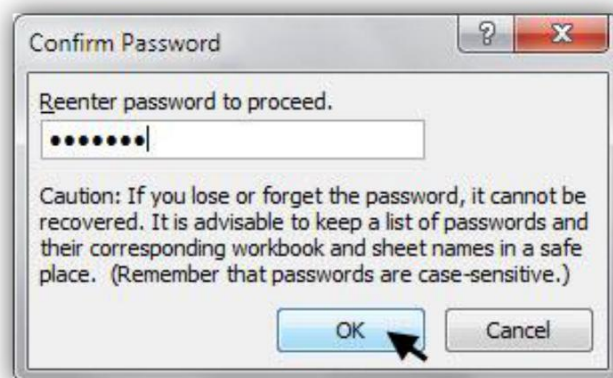 Confirm Password
?
X
Reenter password to proceed.
•••••••
Caution: If you lose or forget the password, it cannot be
recovered. It is advisable to keep a list of passwords and
their corresponding workbook and sheet names in a safe
place.  (Remember that passwords are case-sensitive.)
OK
Cancel